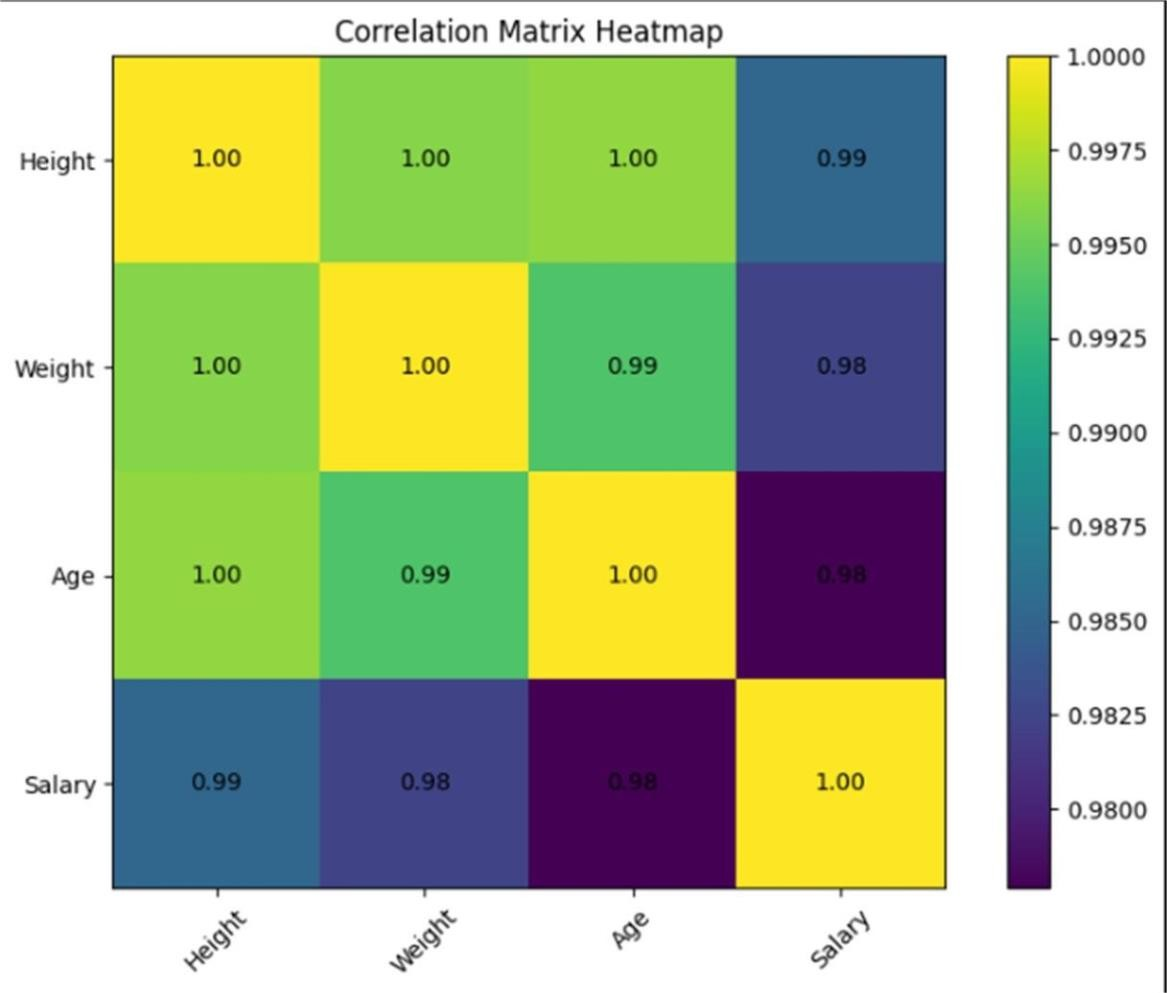 Correlation Matrix Heatmap
Height 1.00 1.00 1.00 0.99
Weight 1.00 1.00 0.99 0.98
Age 1.00 0.99 1.00 0.98
Salary 0.99 0.98 0.98 1.00
Height Weight Age Salary
1.0000
0.9975
0.9950
0.9925
0.9900
0.9875
0.9850
0.9825
0.9800